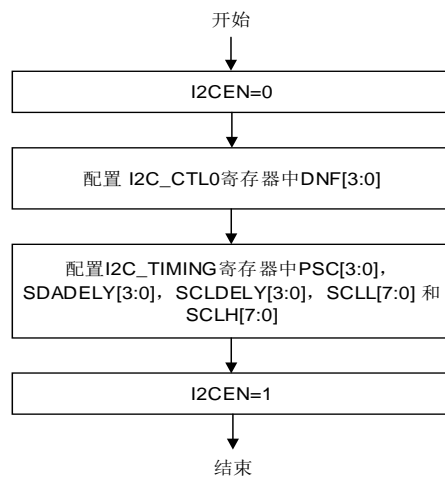 开始
I2CEN=0
配置 I2C_CTL0寄存器中DNF[3:0]
配置I2C_TIMING寄存器中PSC[3:0]，
SDADELY[3:0]，SCLDELY[3:0]，SCLL[7:0] 和
SCLH[7:0]
I2CEN=1
结束